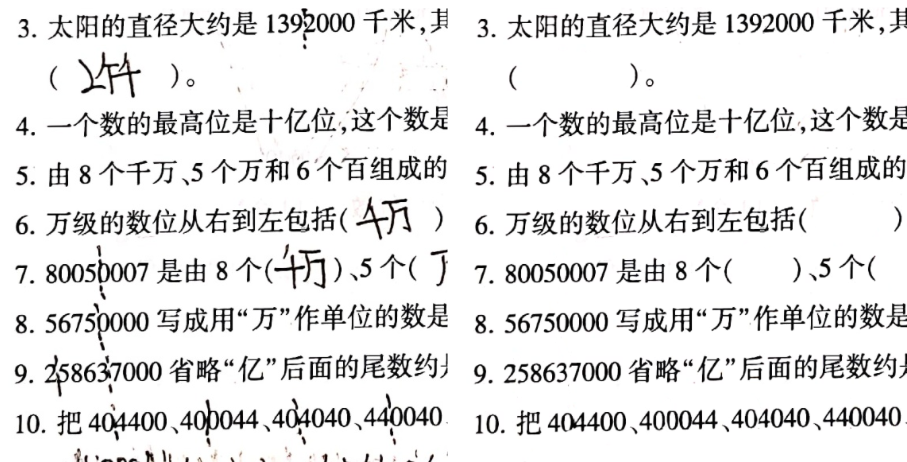 3. 太阳的直径大约是 1392000 千米,其
( 2千 )。
4. 一个数的最高位是十亿位,这个数是
5. 由 8 个千万、5 个万和 6 个百组成的
6. 万级的数位从右到左包括( 千万 )
7. 80050007 是由 8 个(千万)、5 个(
8. 56750000 写成用“万”作单位的数是
9. 258637000 省略“亿”后面的尾数约
10. 把 404400、400044、404040、440040
3. 太阳的直径大约是 1392000 千米,其
( )。
4. 一个数的最高位是十亿位,这个数是
5. 由 8 个千万、5 个万和 6 个百组成的
6. 万级的数位从右到左包括( )
7. 80050007 是由 8 个( )、5 个(
8. 56750000 写成用“万”作单位的数是
9. 258637000 省略“亿”后面的尾数约
10. 把 404400、400044、404040、440040、